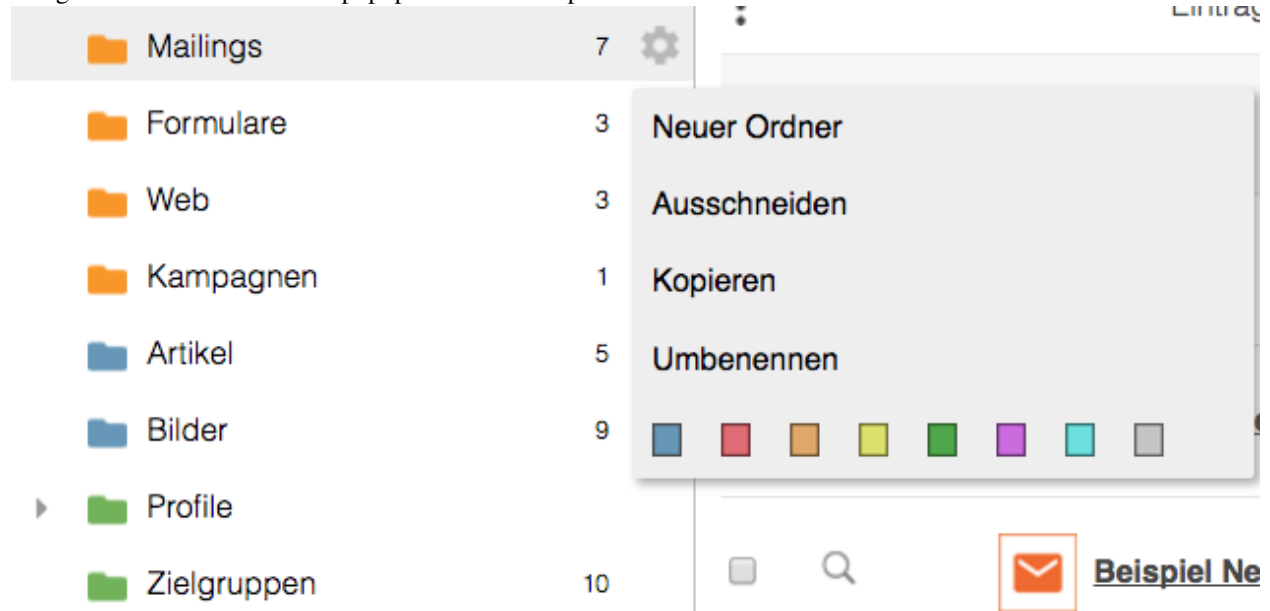 Mailings 7
Formulare 3
Web 3
Kampagnen 1
Artikel 5
Bilder 9
Profile
Zielgruppen 10
Neuer Ordner
Ausschneiden
Kopieren
Umbenennen
Beispiel Ne